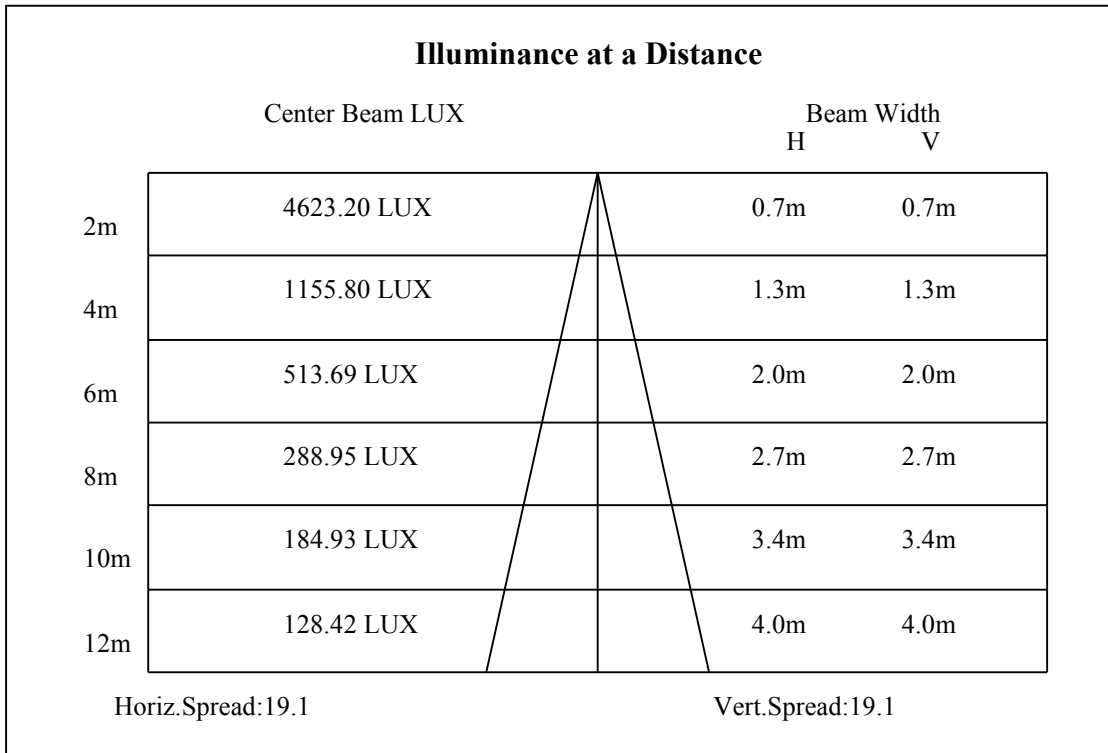 Illuminance at a Distance
Center Beam LUX Beam Width
H V
2m 4623.20 LUX 0.7m 0.7m
4m 1155.80 LUX 1.3m 1.3m
6m 513.69 LUX 2.0m 2.0m
8m 288.95 LUX 2.7m 2.7m
10m 184.93 LUX 3.4m 3.4m
12m 128.42 LUX 4.0m 4.0m
Horiz.Spread:19.1 Vert.Spread:19.1